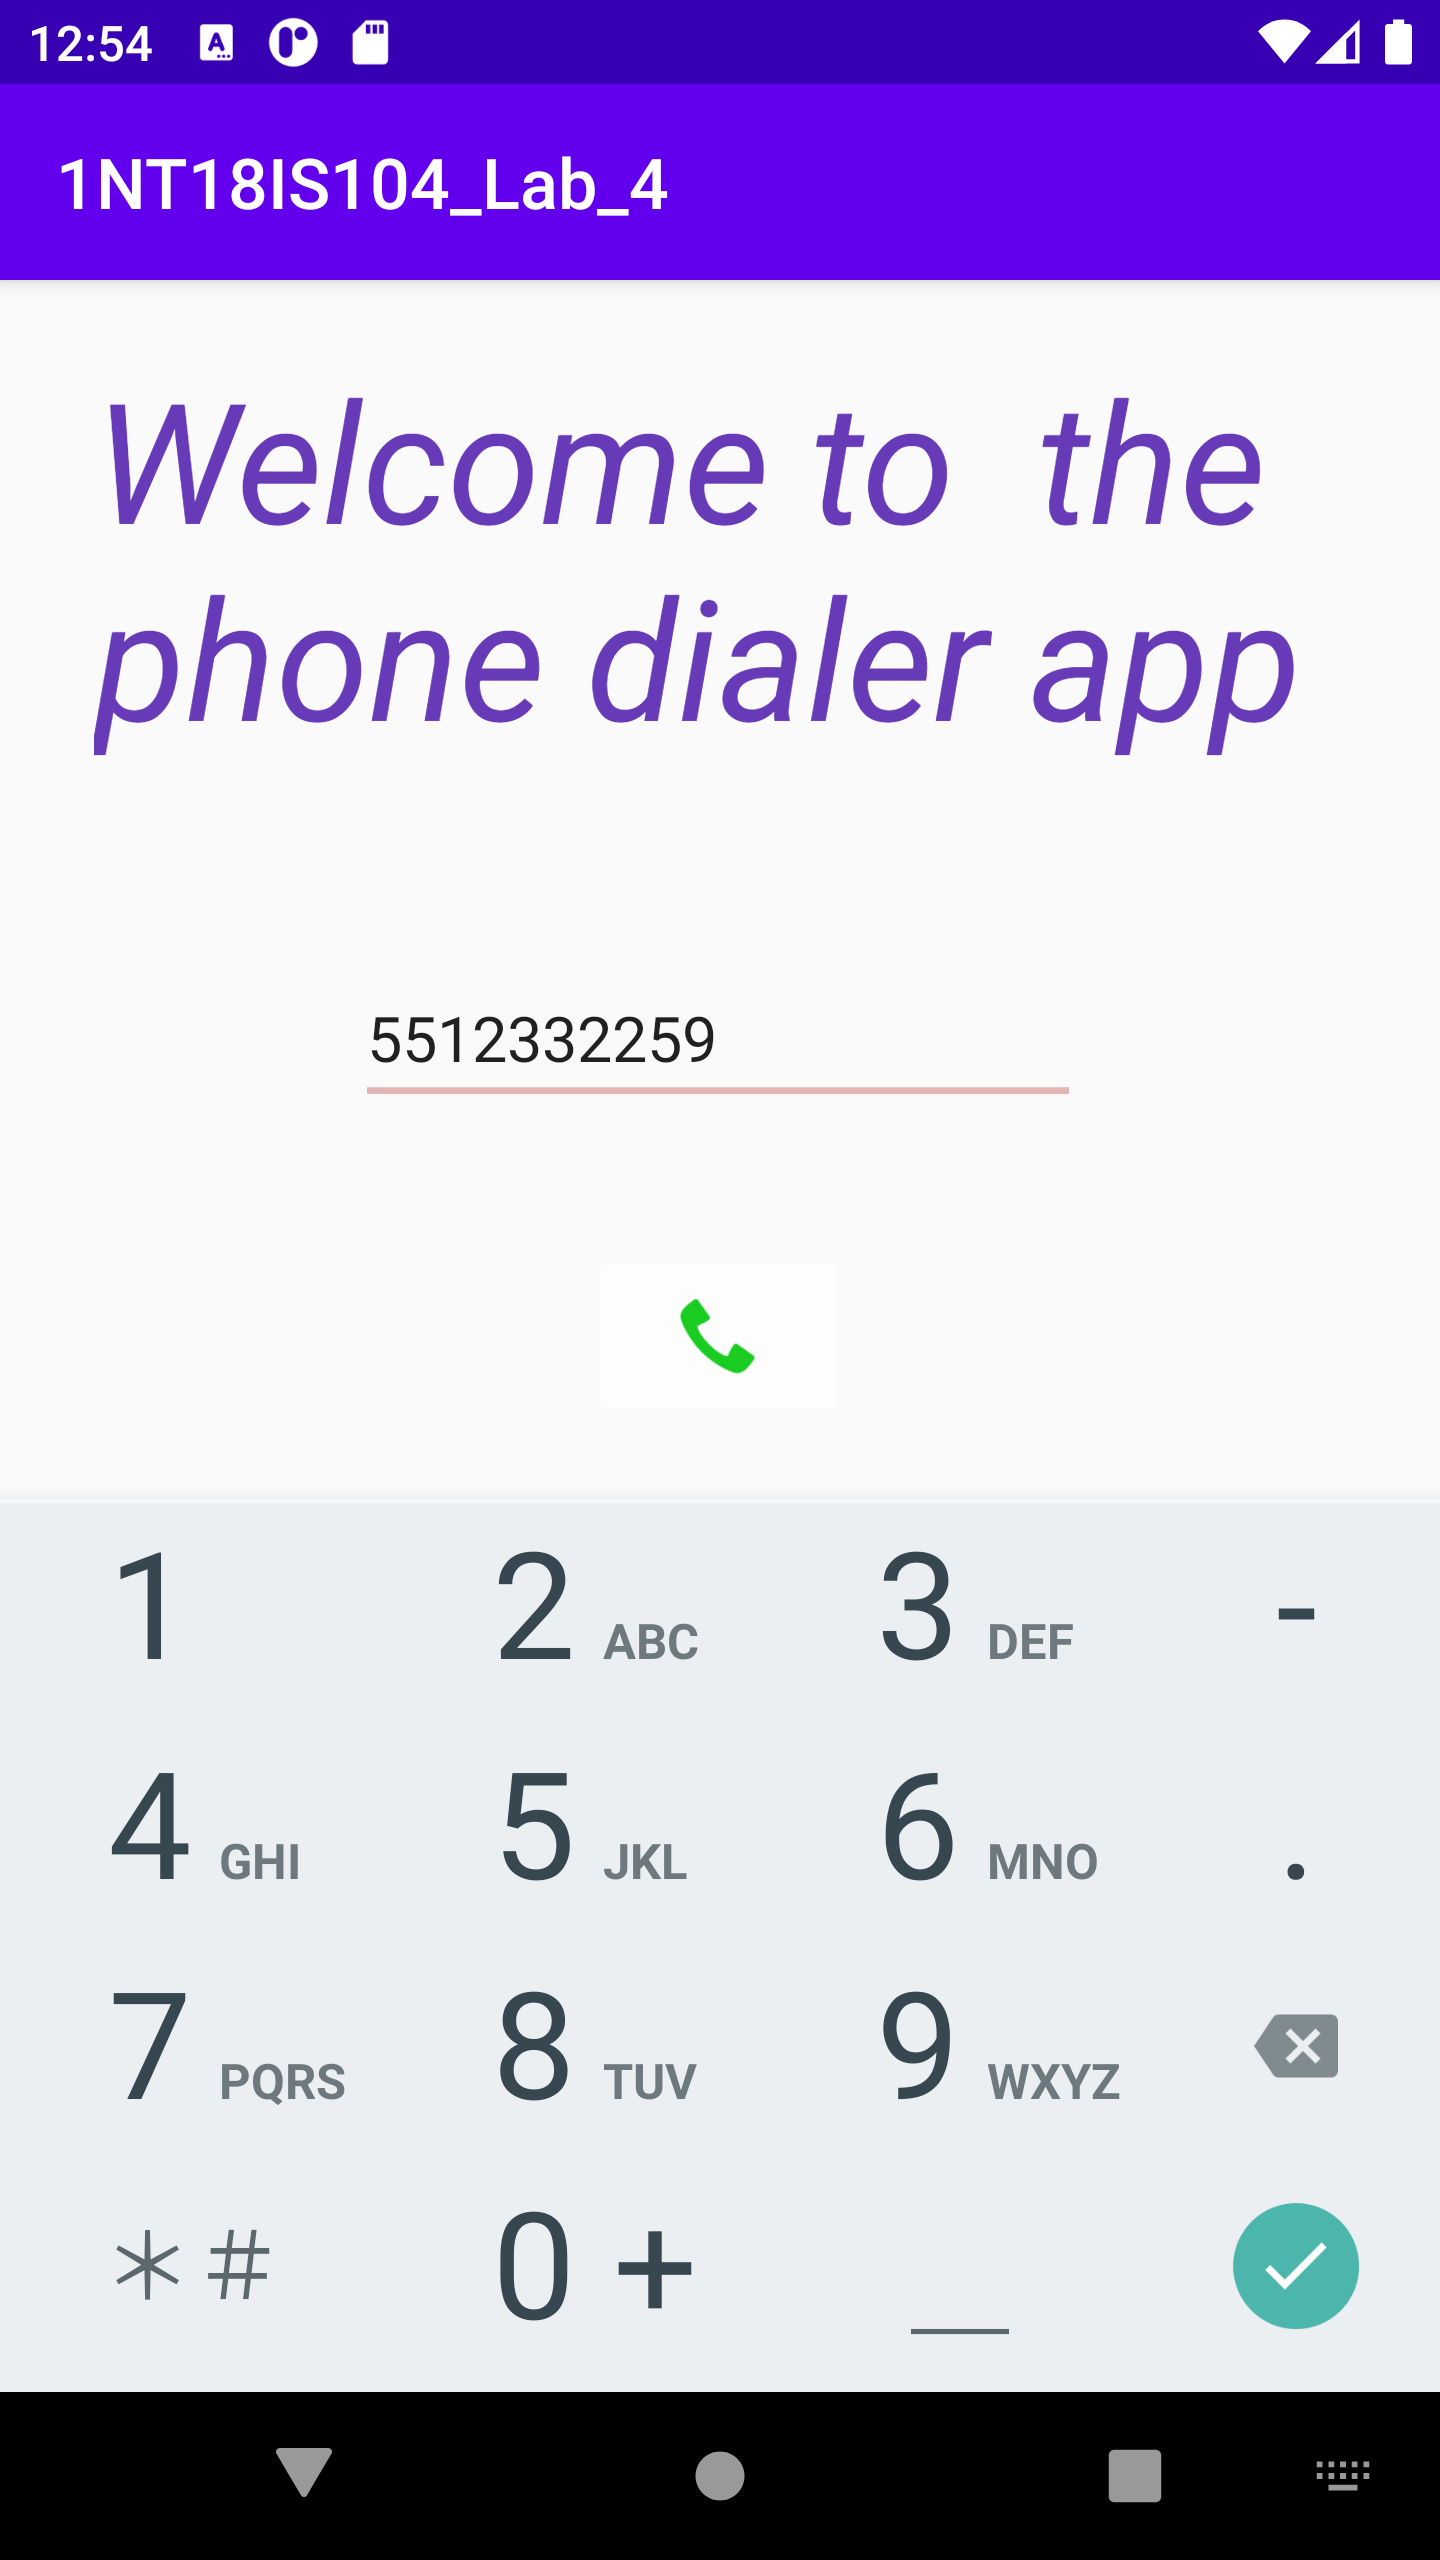 12:54
1NT18IS104_Lab_4
Welcome to  the
phone dialer app
5512332259
1 2 ABC 3 DEF -
4 GHI 5 JKL 6 MNO .
7 PQRS 8 TUV 9 WXYZ
* # 0 + _